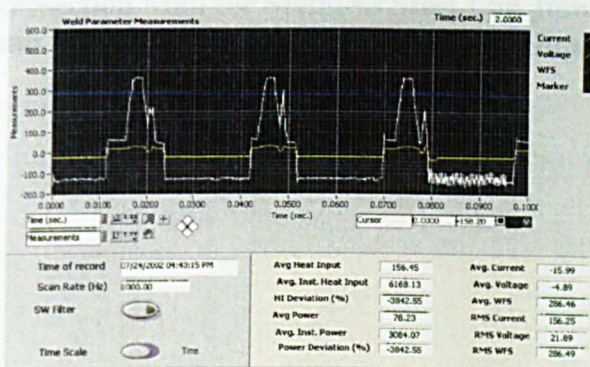 Weld Parameter Measurements
Time (sec.) 2.0000
Current
Voltage
WFS
Marker
Measurements
600.0
500.0
400.0
300.0
200.0
100.0
0.0
-100.0
-200.0
0.0000 0.0100 0.0200 0.0300 0.0400 0.0500 0.0600 0.0700 0.0800 0.0900 0.1000
Time (sec.)
Time (sec.)
Measurements
Cursor 0.0000 -158.20
Time of record 07/24/2002 04:43:15 PM
Scan Rate (Hz) 8000.00
SW Filter
Time Scale Time
Avg Heat Input 156.45
Avg. Inst. Heat Input 6168.13
HI Deviation (%) -3842.55
Avg Power 78.23
Avg. Inst. Power 3084.07
Power Deviation (%) -3842.55
Avg. Current -15.99
Avg. Voltage -4.89
Avg. WFS 286.46
RMS Current 156.25
RMS Voltage 21.89
RMS WFS 286.49